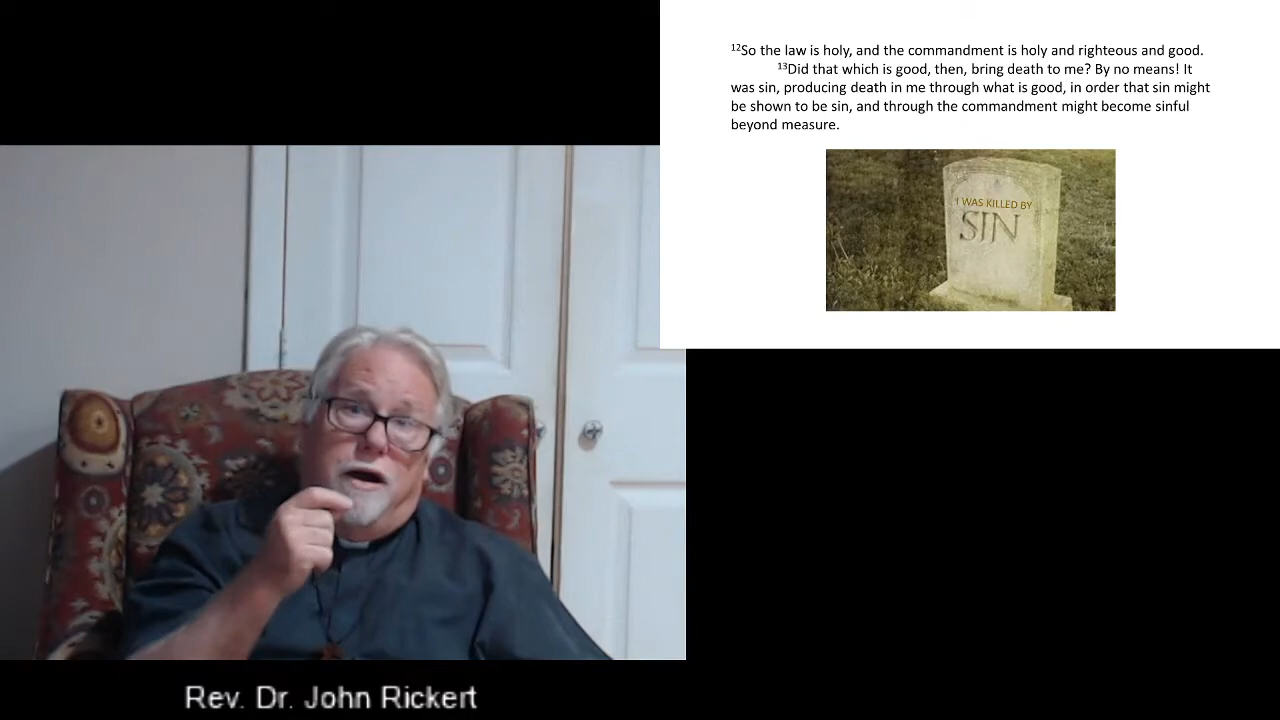 ¹²So the law is holy, and the commandment is holy and righteous and good.
¹³Did that which is good, then, bring death to me? By no means! It
was sin, producing death in me through what is good, in order that sin might
be shown to be sin, and through the commandment might become sinful
beyond measure.
I WAS KILLED BY
SIN
Rev. Dr. John Rickert